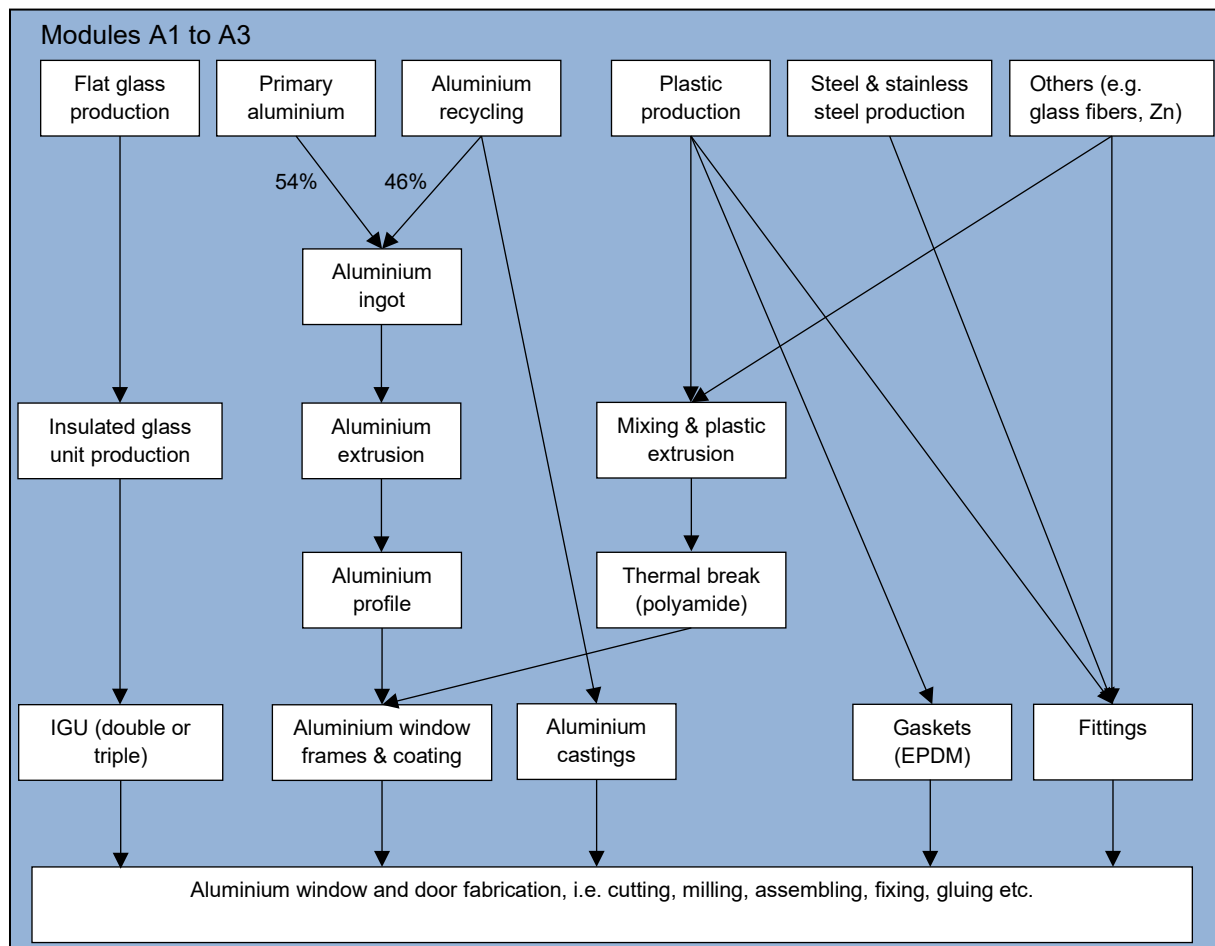 Modules A1 to A3
Flat glass
production
Primary
aluminium
Aluminium
recycling
Plastic
production
Steel & stainless
steel production
Others (e.g.
glass fibers, Zn)
54%
46%
Aluminium
ingot
Insulated glass
unit production
Aluminium
extrusion
Mixing & plastic
extrusion
Aluminium
profile
Thermal break
(polyamide)
IGU (double or
triple)
Aluminium window
frames & coating
Aluminium
castings
Gaskets
(EPDM)
Fittings
Aluminium window and door fabrication, i.e. cutting, milling, assembling, fixing, gluing etc.